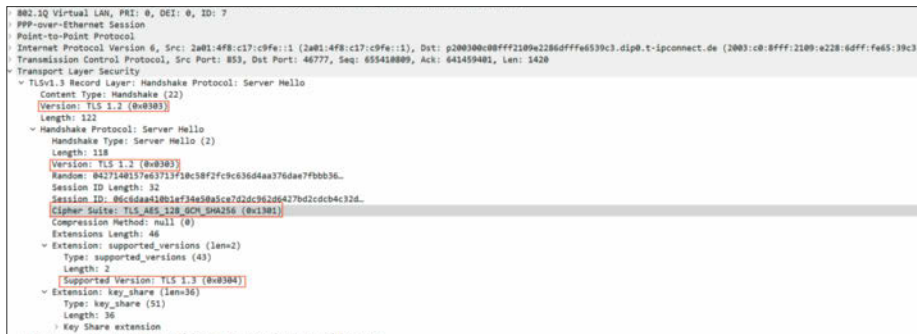 802.1Q Virtual LAN, PRI: 0, DEI: 0, ID: 7
PPP-over-Ethernet Session
Point-to-Point Protocol
Internet Protocol Version 6, Src: 2a01:4f8:c17:c9fe::1 (2a01:4f8:c17:c9fe::1), Dst: p200300c08fff2109e2286dfffe6539c3.dip0.t-ipconnect.de (2003:c0:8fff:2109:e228:6dff:fe65:39c3
Transmission Control Protocol, Src Port: 853, Dst Port: 46777, Seq: 655410809, Ack: 641459401, Len: 1420
Transport Layer Security
TLSv1.3 Record Layer: Handshake Protocol: Server Hello
Content Type: Handshake (22)
Version: TLS 1.2 (0x0303)
Length: 122
Handshake Protocol: Server Hello
Handshake Type: Server Hello (2)
Length: 118
Version: TLS 1.2 (0x0303)
Random: 0427140157e63713f10c58f2fc9c636d4aa376dae7fbbb36…
Session ID Length: 32
Session ID: 06c6daa410b1ef34e50a5ce7d2dc962d6427bd2cdcb4c32d…
Cipher Suite: TLS_AES_128_GCM_SHA256 (0x1301)
Compression Method: null (0)
Extensions Length: 46
Extension: supported_versions (len=2)
Type: supported_versions (43)
Length: 2
Supported Version: TLS 1.3 (0x0304)
Extension: key_share (len=36)
Type: key_share (51)
Length: 36
Key Share extension